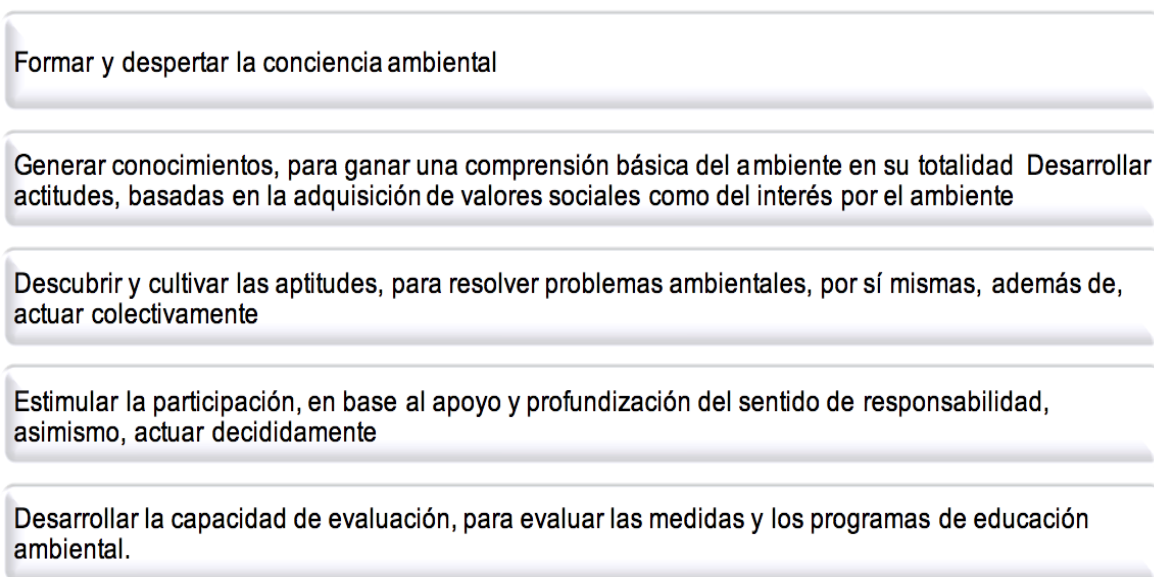 Formar y despertar la conciencia ambiental
Generar conocimientos, para ganar una comprensión básica del ambiente en su totalidad Desarrollar
actitudes, basadas en la adquisición de valores sociales como del interés por el ambiente
Descubrir y cultivar las aptitudes, para resolver problemas ambientales, por sí mismas, además de,
actuar colectivamente
Estimular la participación, en base al apoyo y profundización del sentido de responsabilidad,
asimismo, actuar decididamente
Desarrollar la capacidad de evaluación, para evaluar las medidas y los programas de educación
ambiental.